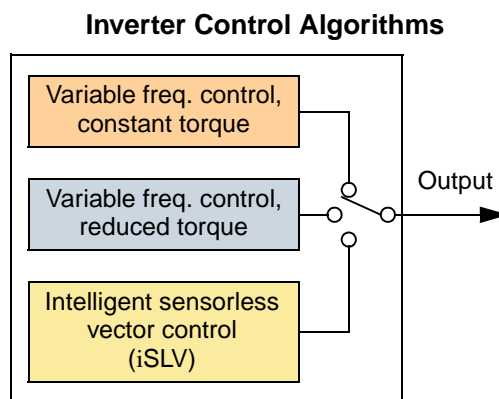 Inverter Control Algorithms
Variable freq. control,
constant torque
Variable freq. control,
reduced torque
Output
Intelligent sensorless
vector control
(iSLV)